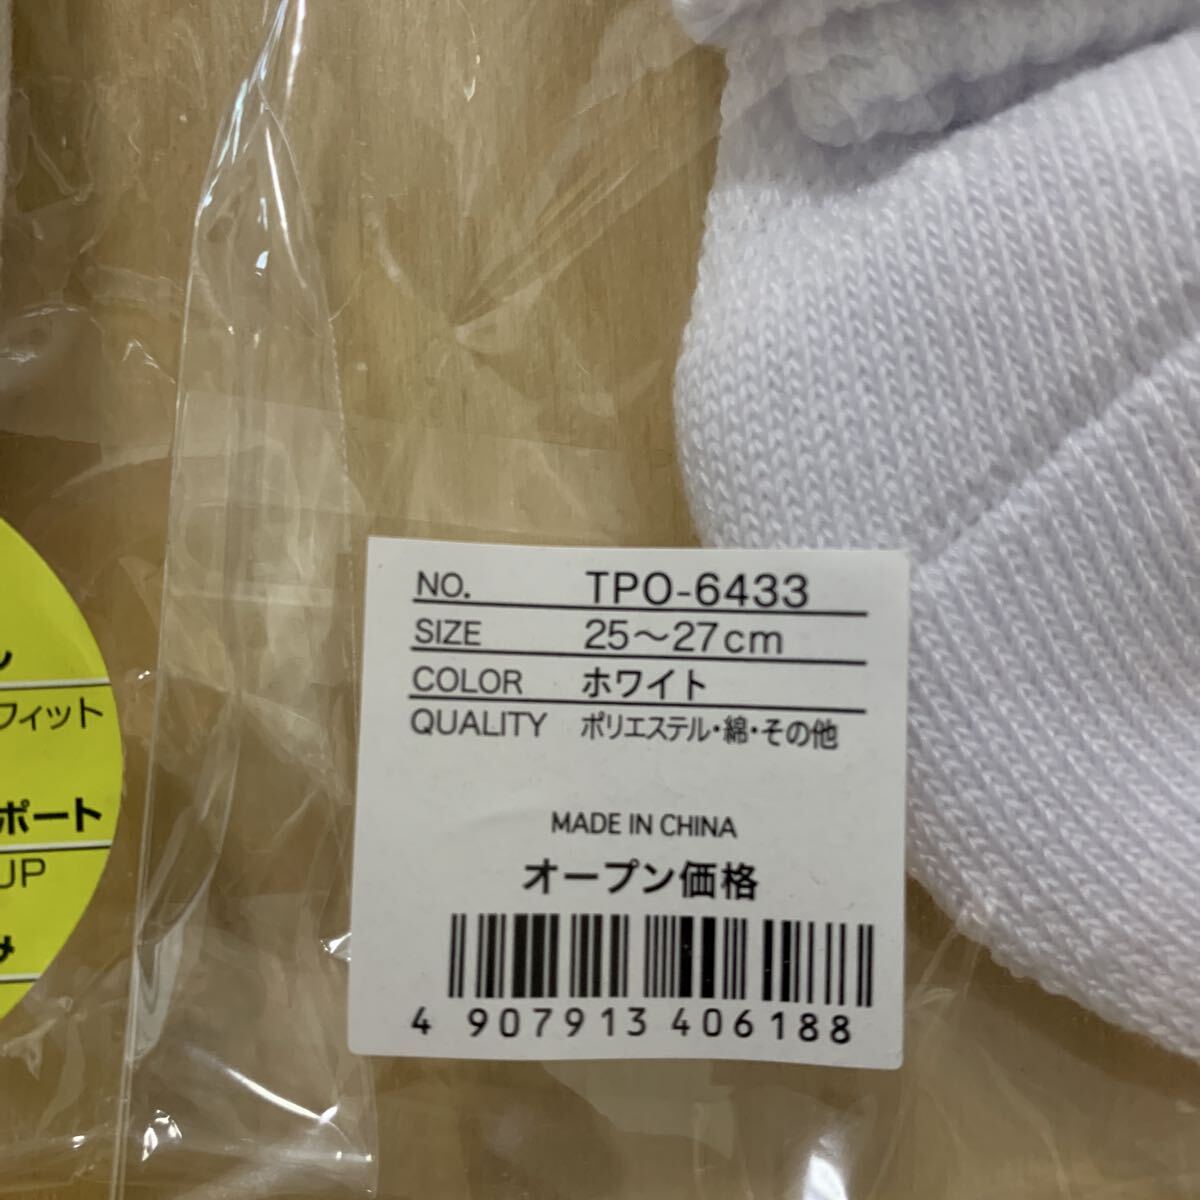 フィット
ポート
UP
み
NO. TPO-6433
SIZE 25～27cm
COLOR ホワイト
QUALITY ポリエステル・綿・その他
MADE IN CHINA
オープン価格
4 907913 406188